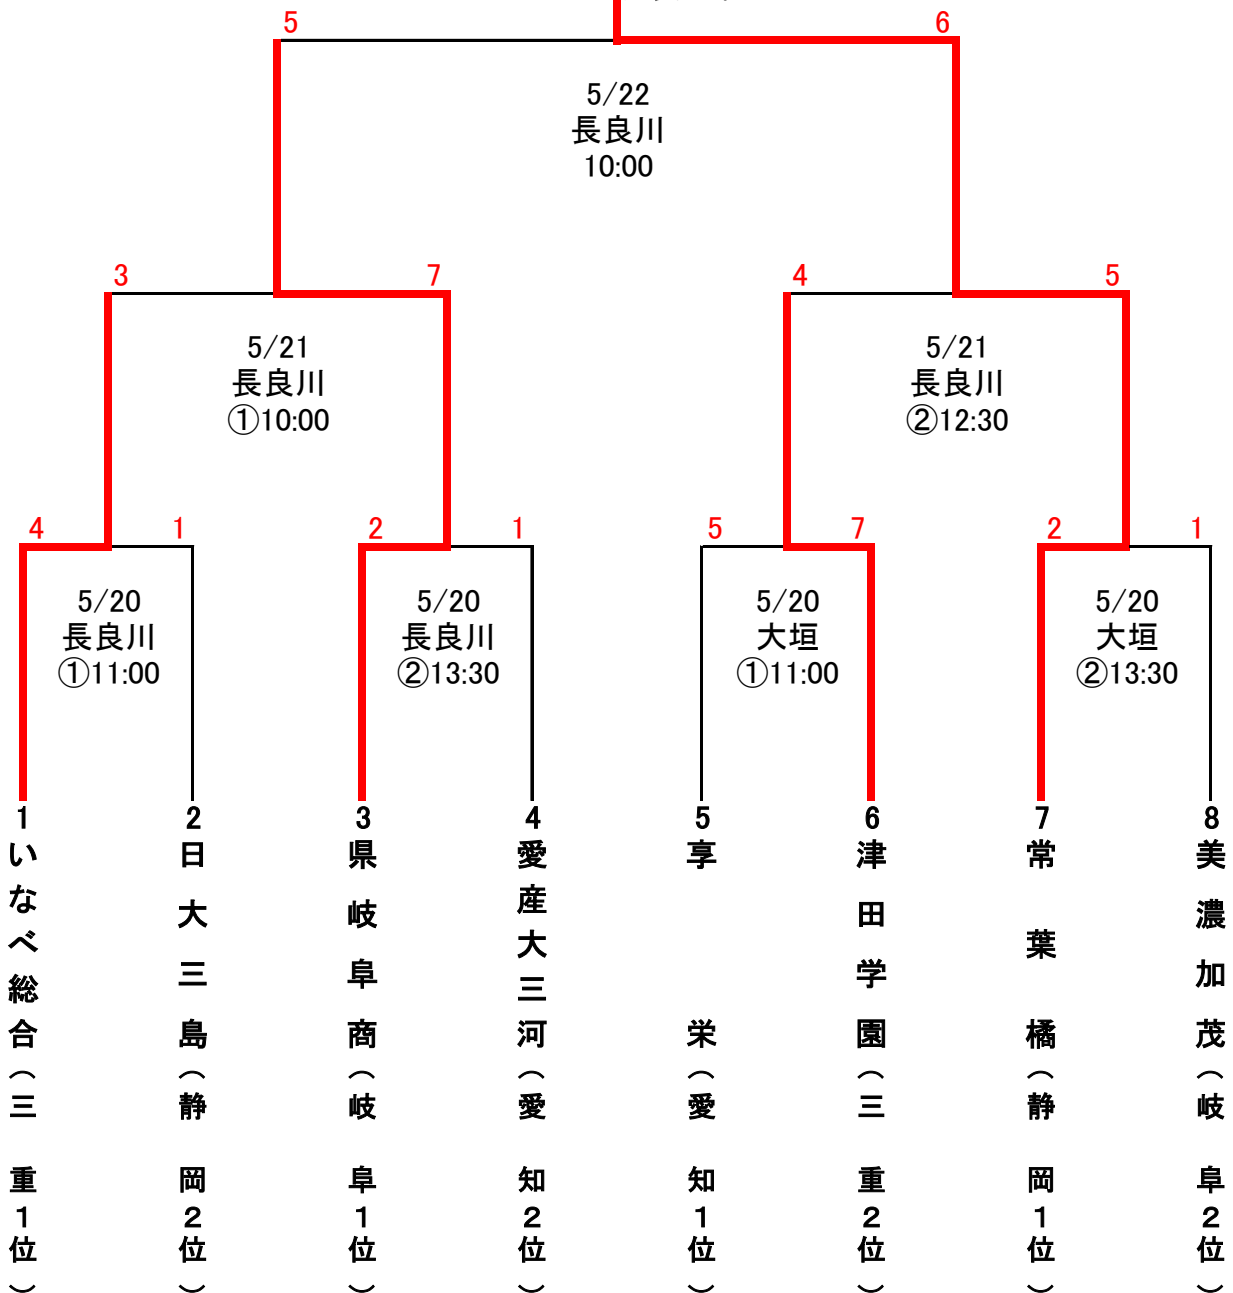 5
6
5/22
長良川
10:00
3
7
4
5
5/21
長良川
①10:00
5/21
長良川
②12:30
4
1
2
1
5
7
2
1
5/20
長良川
①11:00
5/20
長良川
②13:30
5/20
大垣
①11:00
5/20
大垣
②13:30
1
いなべ総合(三重1位)
2
日大三島(静岡2位)
3
県岐阜商(岐阜1位)
4
愛産大三河(愛知2位)
5
享栄(愛知1位)
6
津田学園(三重2位)
7
常葉橘(静岡1位)
8
美濃加茂(岐阜2位)